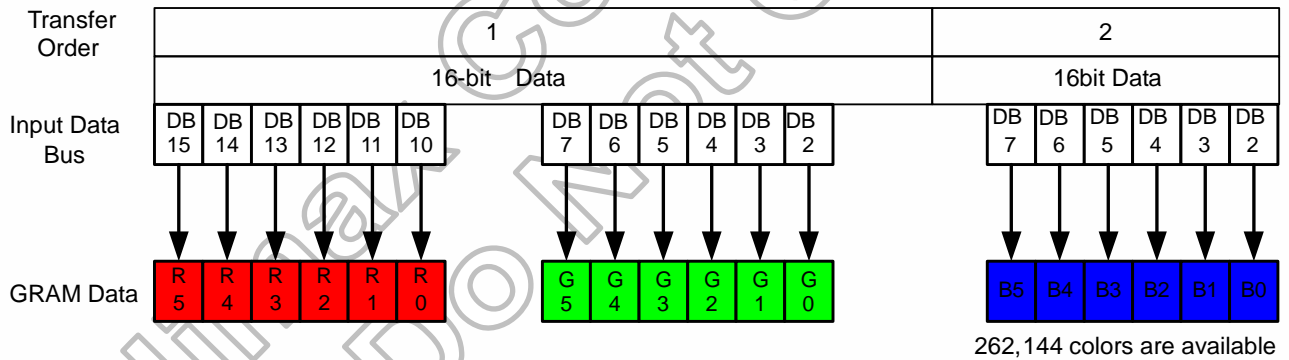 Transfer Order 1 2
16-bit Data 16bit Data
Input Data Bus DB 15 DB 14 DB 13 DB 12 DB 11 DB 10 DB 7 DB 6 DB 5 DB 4 DB 3 DB 2 DB 7 DB 6 DB 5 DB 4 DB 3 DB 2
GRAM Data R 5 R 4 R 3 R 2 R 1 R 0 G 5 G 4 G 3 G 2 G 1 G 0 B5 B4 B3 B2 B1 B0
262,144 colors are available
Do Not